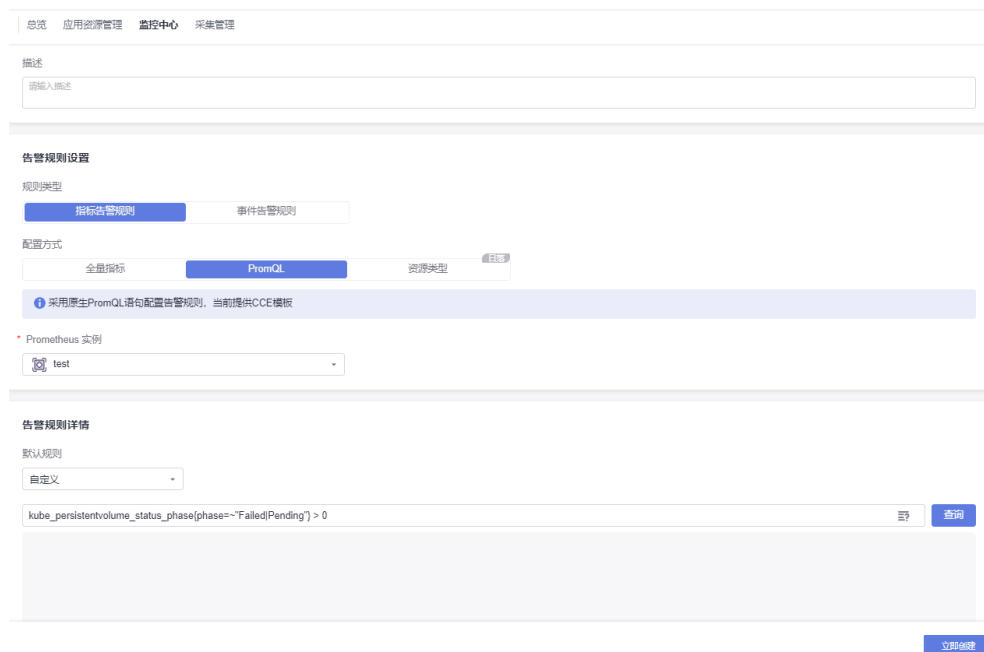 总览 应用资源管理 监控中心 采集管理
描述
请输入描述
告警规则设置
规则类型
指标告警规则 事件告警规则
配置方式
日落
全量指标 PromQL 资源类型
采用原生PromQL语句配置告警规则，当前提供CCE模板
* Prometheus 实例
test
告警规则详情
默认规则
自定义
kube_persistentvolume_status_phase{phase=~"Failed|Pending"} > 0
查询
立即创建